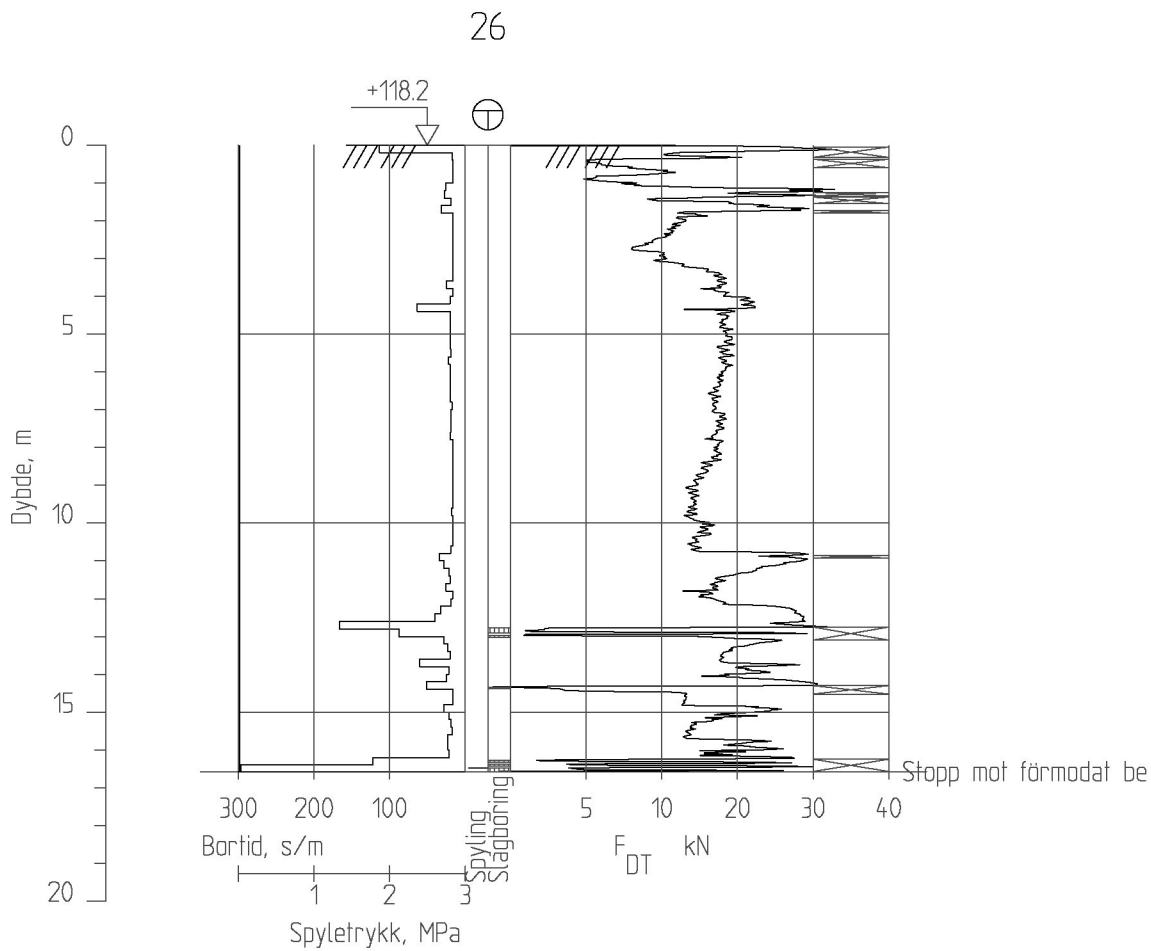 26
+118.2
0
5
10
15
20
Dybde, m
Stopp mot förmodat be
300 200 100
5 10 20 30 40
Bortid, s/m
Spyling
Slagboring
F DT kN
1 2 3
Spyletrykk, MPa